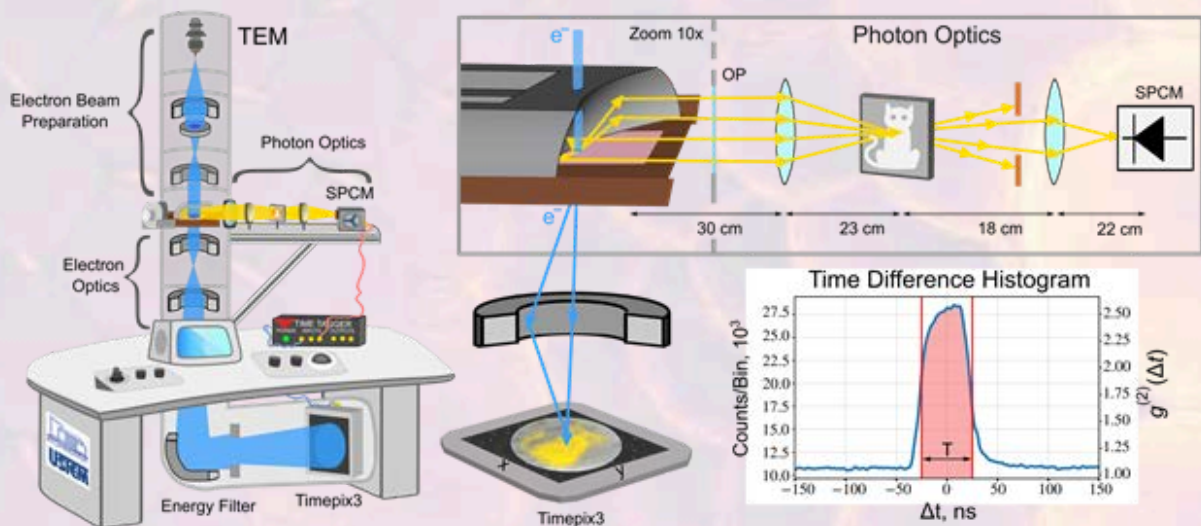 TEM
Electron Beam
Preparation
Photon Optics
SPCM
Electron
Optics
TIME TAGGER
Energy Filter
Timepix3
e⁻
Zoom 10x
Photon Optics
OP
SPCM
e⁻
30 cm
23 cm
18 cm
22 cm
X
Y
Timepix3
Time Difference Histogram
Counts/Bin, 10³
27.5
25.0
22.5
20.0
17.5
15.0
12.5
10.0
T
2.50
2.25
2.00
1.75
1.50
1.25
1.00
g⁽²⁾(Δt)
−150
−100
−50
0
50
100
150
Δt, ns